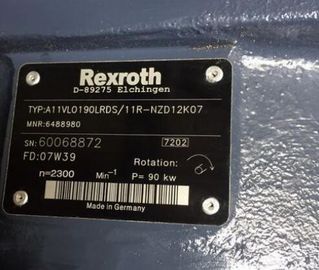 Rexroth
D-89275 Elchingen
TYP:A11VLO190LRDS/11R-NZD12K07
MNR:6488980
SN:60068872 7202
FD:07W39 Rotation:
n=2300 Min⁻¹ P= 90 kw
Made in Germany